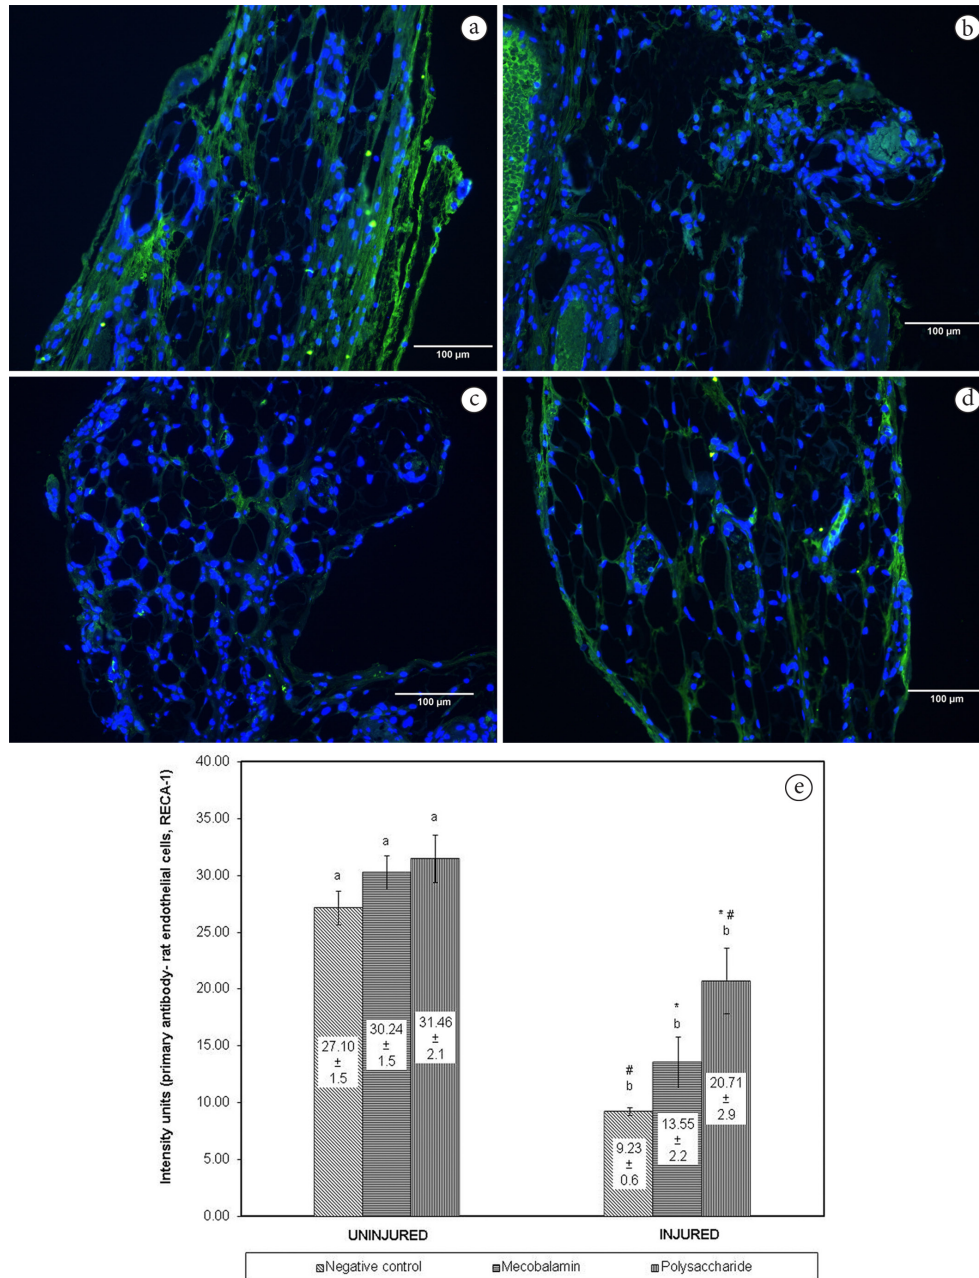 a
b
100 µm
100 µm
c
d
100 µm
100 µm
e
Intensity units (primary antibody- rat endothelial cells, RECA-1)
40.00
35.00
30.00
25.00
20.00
15.00
10.00
5.00
0.00
a
a
a
27.10
±
1.5
30.24
±
1.5
31.46
±
2.1
#
b
*
b
* #
b
9.23
±
0.6
13.55
±
2.2
20.71
±
2.9
UNINJURED
INJURED
Negative control
Mecobalamin
Polysaccharide